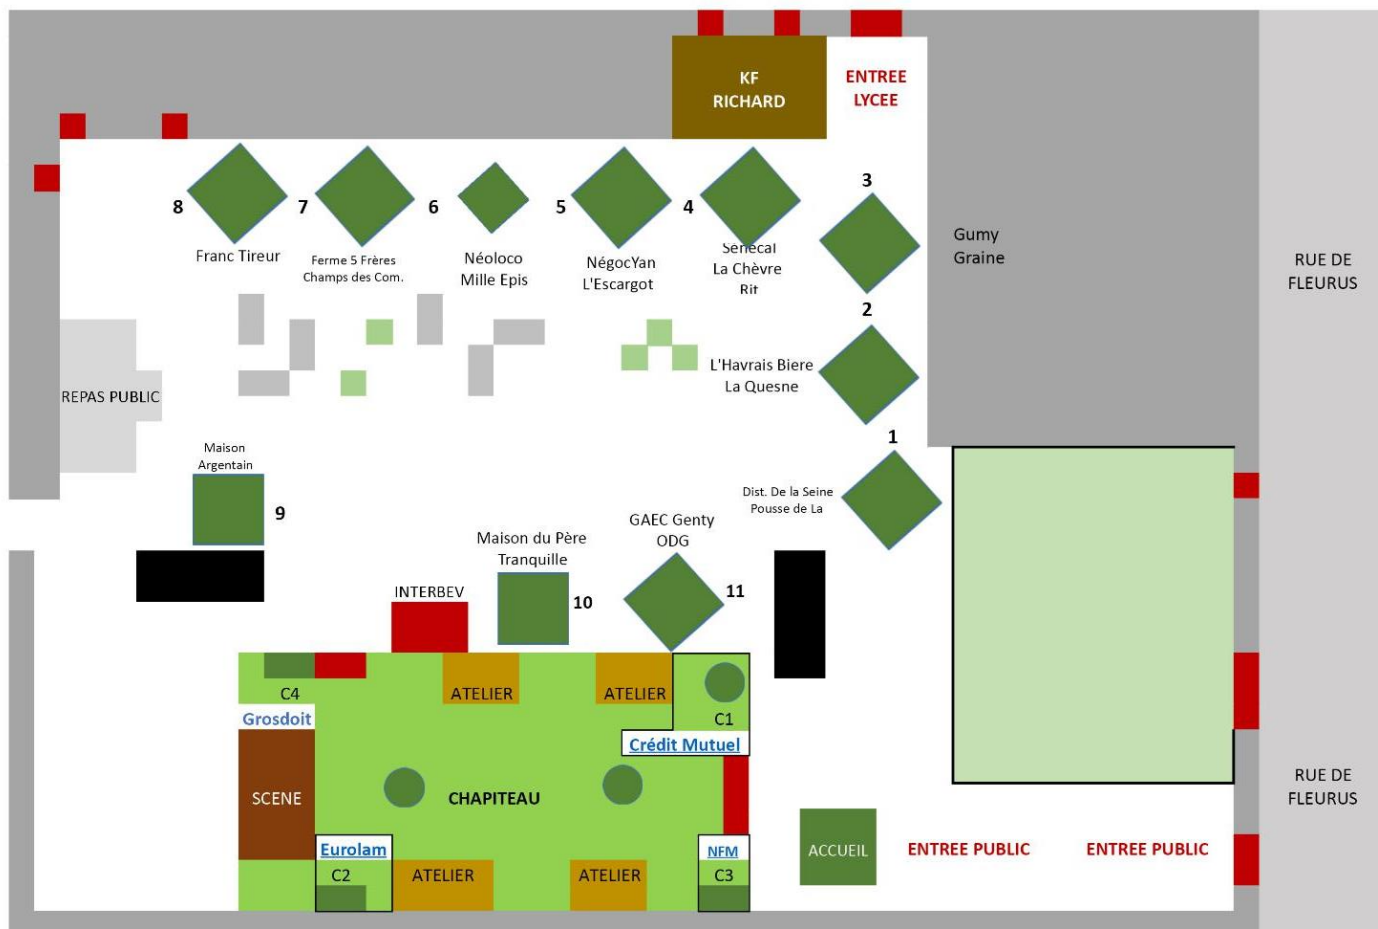 KF
RICHARD
ENTREE
LYCEE
3
8
7
6
5
4
Gumy
Graine
RUE DE
FLEURUS
Franc Tireur
Ferme 5 Frères
Champs des Com.
Néoloco
Mille Epis
NégocYan
L'Escargot
Sénécal
La Chèvre
Rit
2
L'Havrais Biere
La Quesne
REPAS PUBLIC
1
Maison
Argentain
9
Dist. De la Seine
Pousse de La
GAEC Genty
ODG
Maison du Père
Tranquille
INTERBEV
10
11
C4
ATELIER
ATELIER
C1
Grosdoit
Crédit Mutuel
SCENE
CHAPITEAU
RUE DE
FLEURUS
Eurolam
NFM
ACCUEIL
ENTREE PUBLIC
ENTREE PUBLIC
C2
ATELIER
ATELIER
C3